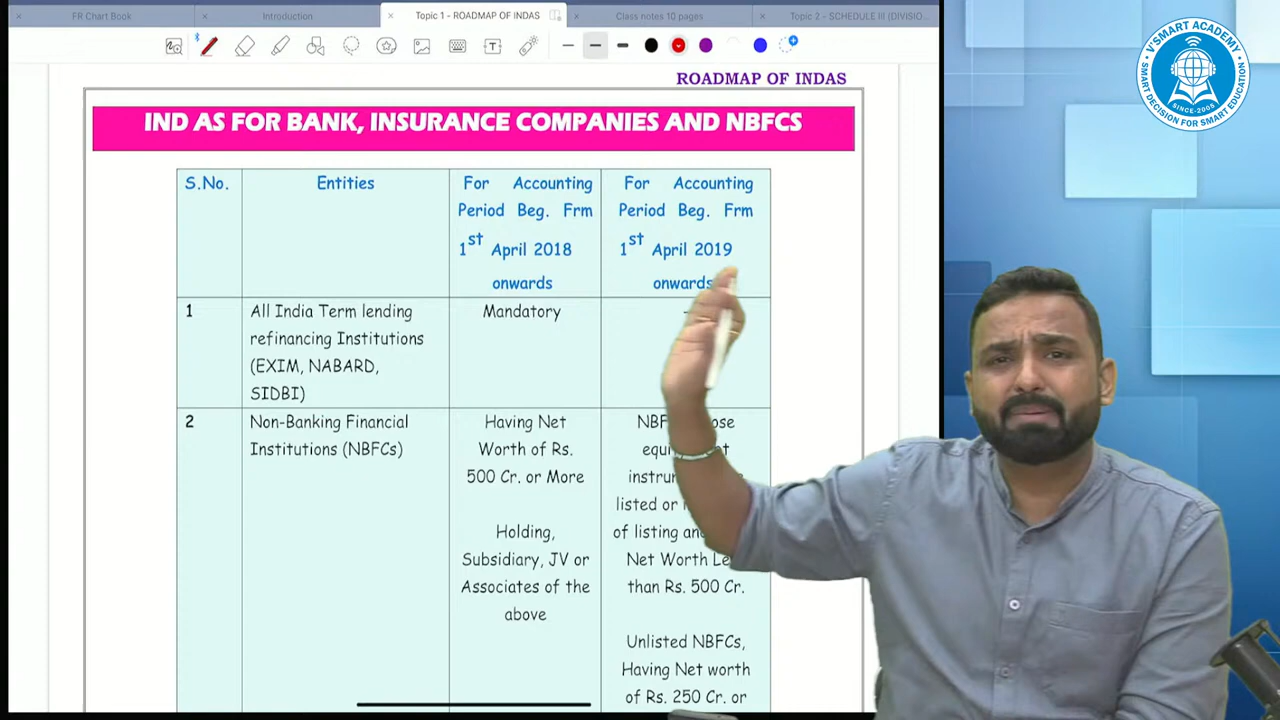 FR Chart Book
Introduction
Topic 1 - ROADMAP OF INDAS
Class notes 10 pages
Topic 2 - SCHEDULE III (DIVISIO...
ROADMAP OF INDAS
IND AS FOR BANK, INSURANCE COMPANIES AND NBFCS
S.No.
Entities
For Accounting
Period Beg. Frm
1st April 2018
onwards
For Accounting
Period Beg. Frm
1st April 2019
onwards
1
All India Term lending
refinancing Institutions
(EXIM, NABARD,
SIDBI)
Mandatory
2
Non-Banking Financial
Institutions (NBFCs)
Having Net
Worth of Rs.
500 Cr. or More
Holding,
Subsidiary, JV or
Associates of the
above
listed or
of listing
Net Worth
than Rs. 500 Cr.
Unlisted NBFCs,
Having Net worth
of Rs. 250 Cr. or
V'SMART ACADEMY
SMART DECISION FOR SMART EDUCATION
SINCE-2005